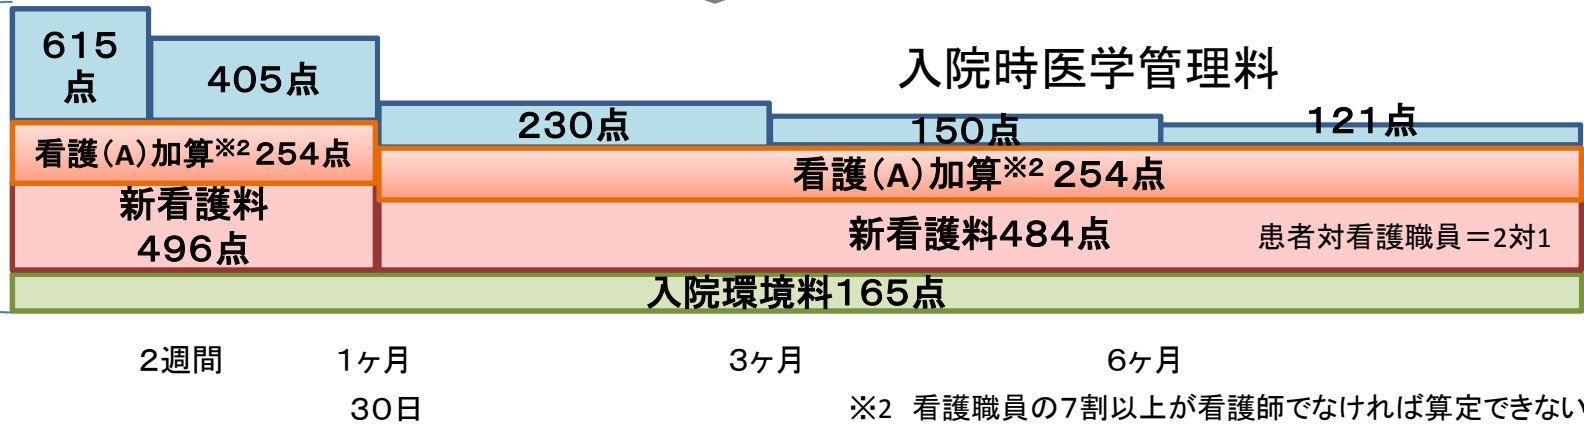 615
点
405点
入院時医学管理料
230点
150点
121点
看護（A）加算※2 254点
看護（A）加算※2 254点
新看護料
496点
新看護料484点
患者対看護職員＝2対1
入院環境料165点
2週間
1ヶ月
3ヶ月
6ヶ月
30日
※2 看護職員の7割以上が看護師でなければ算定できない